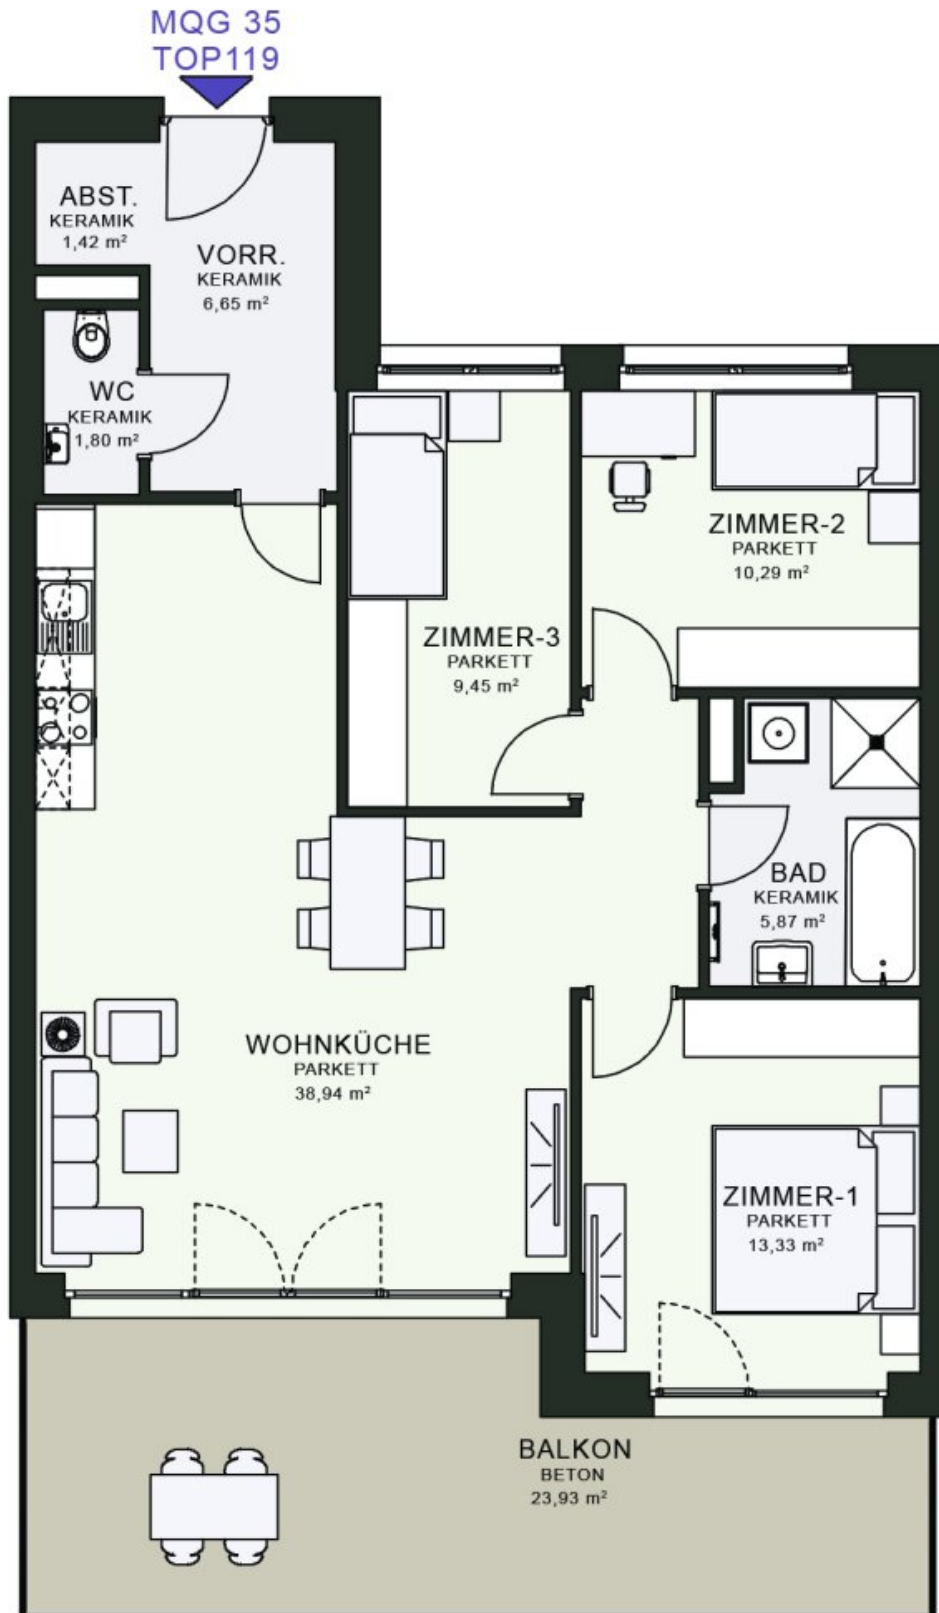 MQG 35
TOP119
ABST.
KERAMIK
1,42 m²
VORR.
KERAMIK
6,65 m²
WC
KERAMIK
1,80 m²
ZIMMER-2
PARKETT
10,29 m²
ZIMMER-3
PARKETT
9,45 m²
BAD
KERAMIK
5,87 m²
WOHNKÜCHE
PARKETT
38,94 m²
ZIMMER-1
PARKETT
13,33 m²
BALKON
BETON
23,93 m²